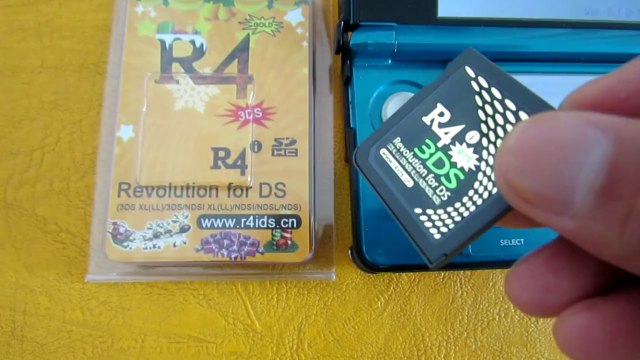 GOLD
R4
3DS
R4i
SD
HC
Revolution for DS
(3DS XL(LL)/3DS/NDSI XL(LL)/NDSI/NDSL/NDS)
www.r4ids.cn
R4i
3DS
Revolution for DS
SELECT